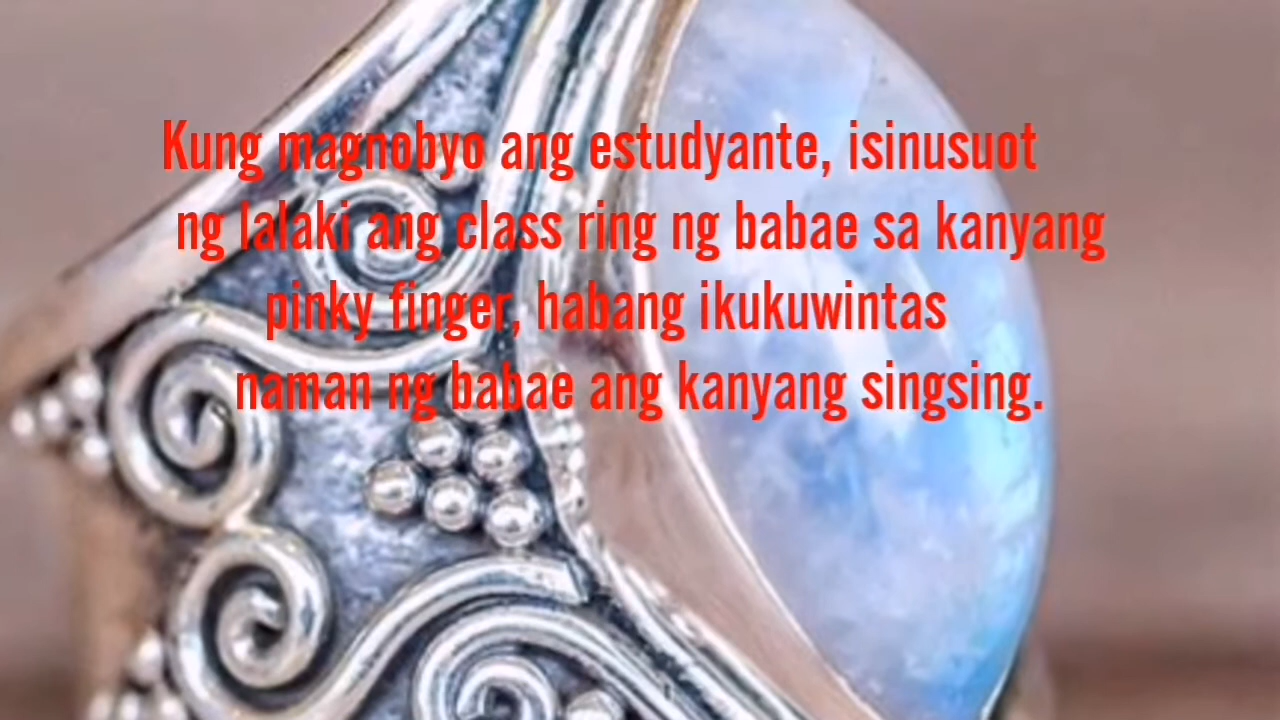 Kung magnobyo ang estudyante, isinusuot
ng lalaki ang class ring ng babae sa kanyang
pinky finger, habang ikukuwintas
naman ng babae ang kanyang singsing.